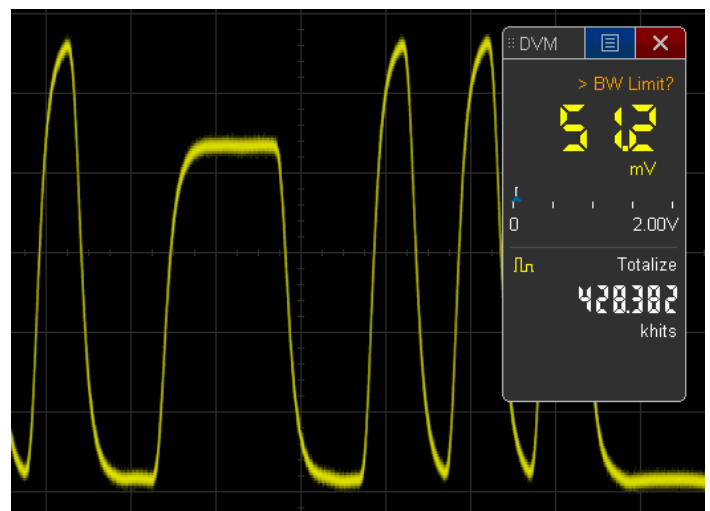 DVM
> BW Limit?
51.2
mV
0 2.00V
Totalize
428.382
khits